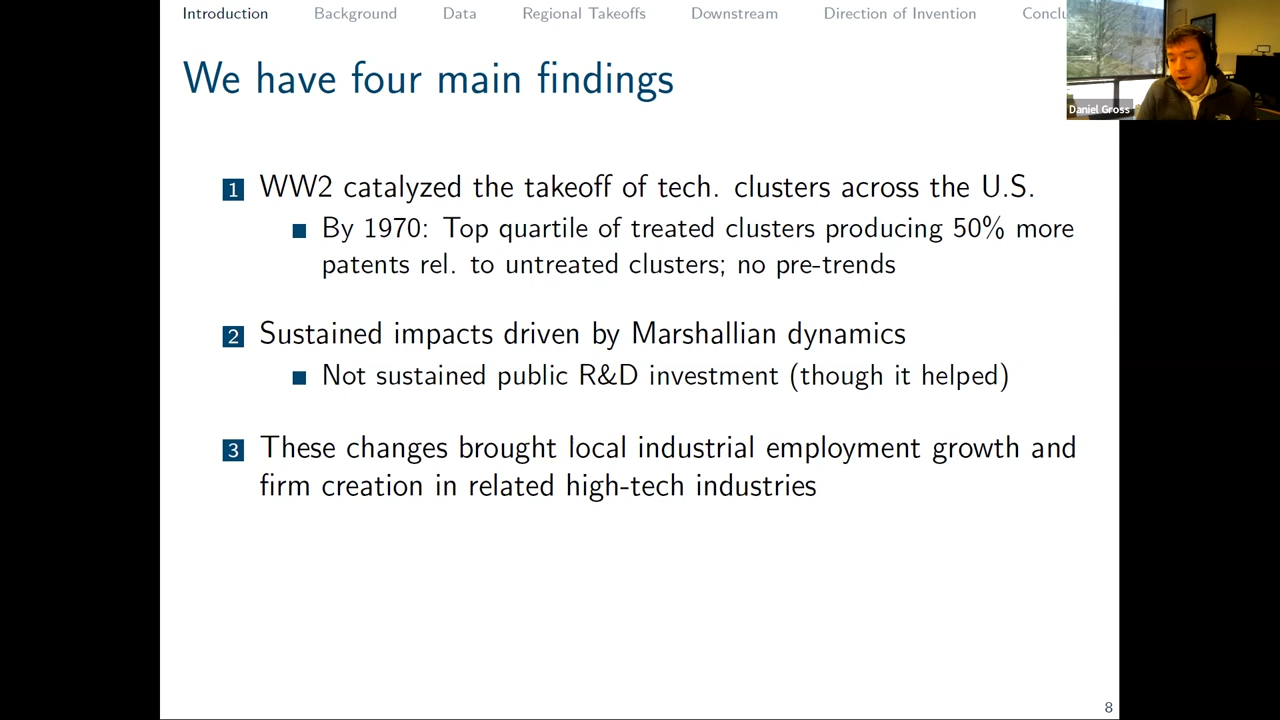 Introduction Background Data Regional Takeoffs Downstream Direction of Invention
Daniel Gross
We have four main findings
1 WW2 catalyzed the takeoff of tech. clusters across the U.S.
By 1970: Top quartile of treated clusters producing 50% more
patents rel. to untreated clusters; no pre-trends
2 Sustained impacts driven by Marshallian dynamics
Not sustained public R&D investment (though it helped)
3 These changes brought local industrial employment growth and
firm creation in related high-tech industries
8